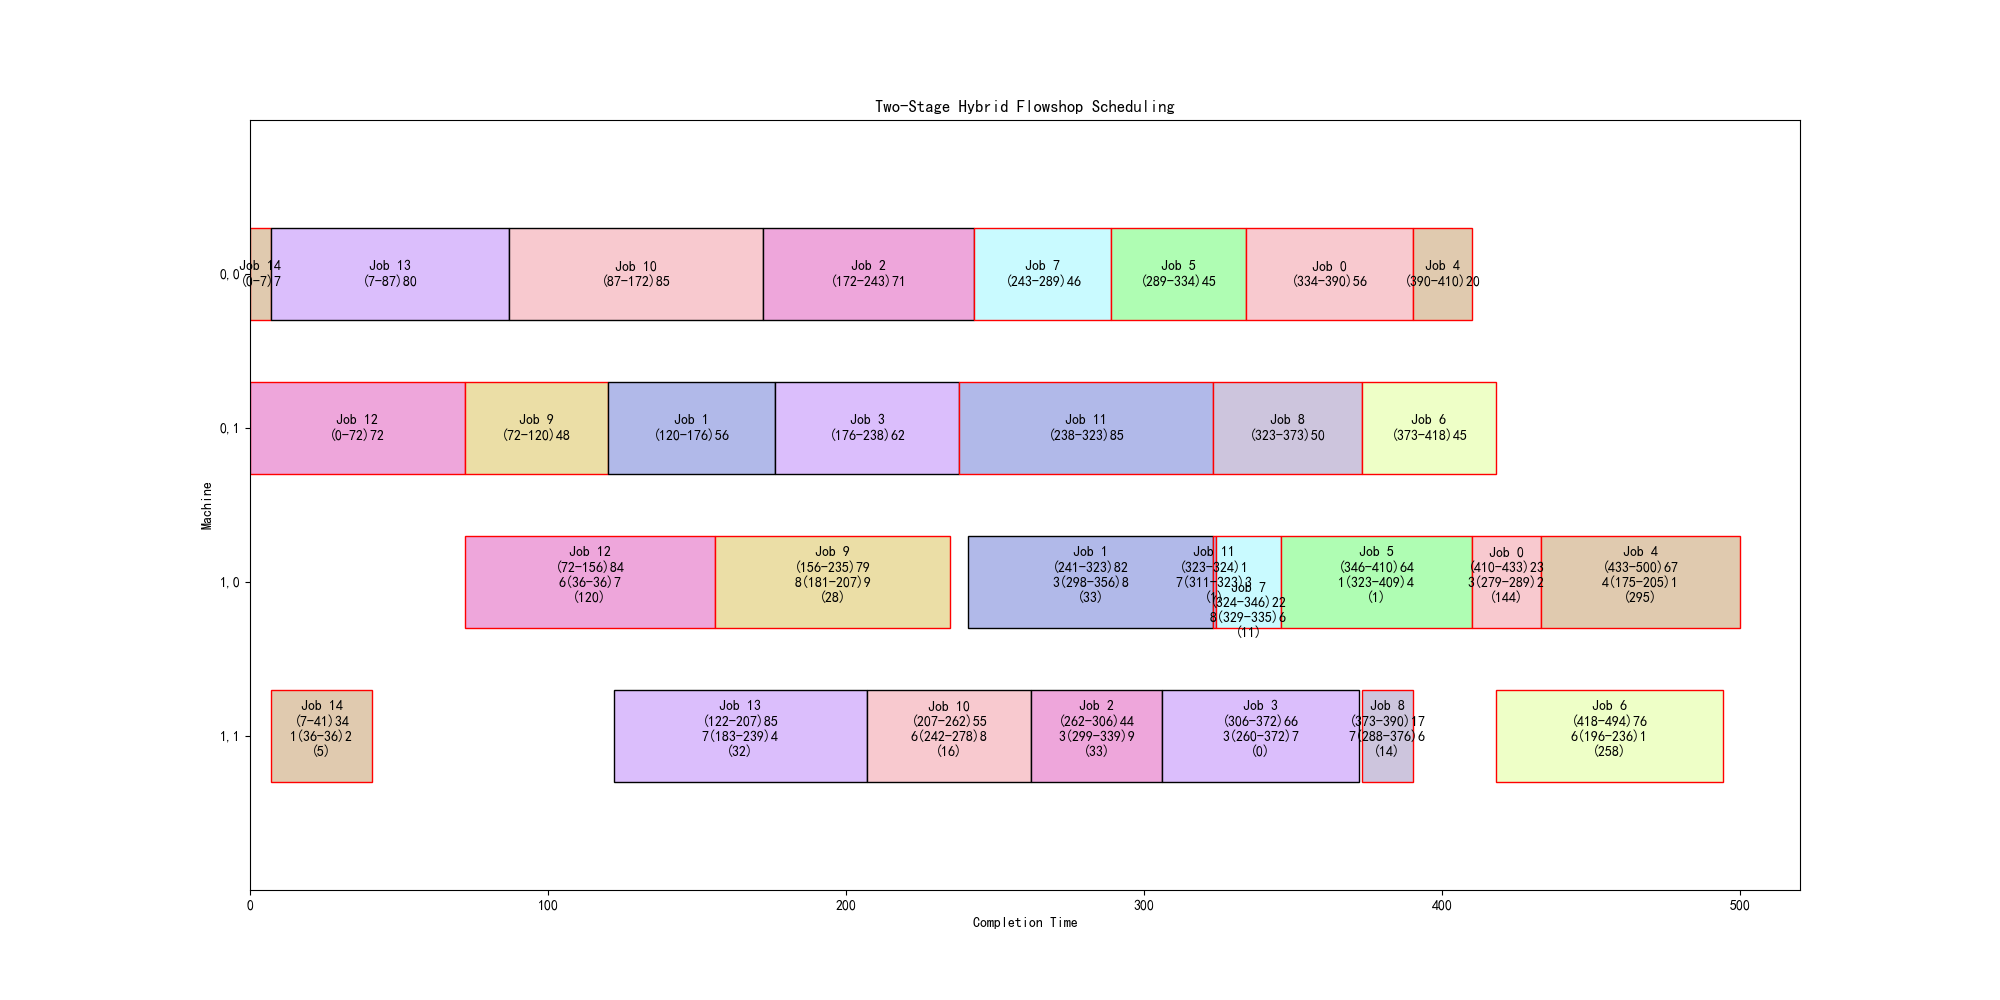 Two-Stage Hybrid Flowshop Scheduling
Machine
0,0
Job 14
(0-7)7
Job 13
(7-87)80
Job 10
(87-172)85
Job 2
(172-243)71
Job 7
(243-289)46
Job 5
(289-334)45
Job 0
(334-390)56
Job 4
(390-410)20
0,1
Job 12
(0-72)72
Job 9
(72-120)48
Job 1
(120-176)56
Job 3
(176-238)62
Job 11
(238-323)85
Job 8
(323-373)50
Job 6
(373-418)45
1,0
Job 12
(72-156)84
6(36-36)7
(120)
Job 9
(156-235)79
8(181-207)9
(28)
Job 1
(241-323)82
3(298-356)8
(33)
Job 11
(323-324)1
7(311-323)3
Job 7
(324-346)22
8(329-335)6
(11)
Job 5
(346-410)64
1(323-409)4
(1)
Job 0
(410-433)23
3(279-289)2
(144)
Job 4
(433-500)67
4(175-205)1
(295)
1,1
Job 14
(7-41)34
1(36-36)2
(5)
Job 13
(122-207)85
7(183-239)4
(32)
Job 10
(207-262)55
6(242-278)8
(16)
Job 2
(262-306)44
3(299-339)9
(33)
Job 3
(306-372)66
3(260-372)7
(0)
Job 8
(373-390)17
7(288-376)6
(14)
Job 6
(418-494)76
6(196-236)1
(258)
0
100
200
300
400
500
Completion Time